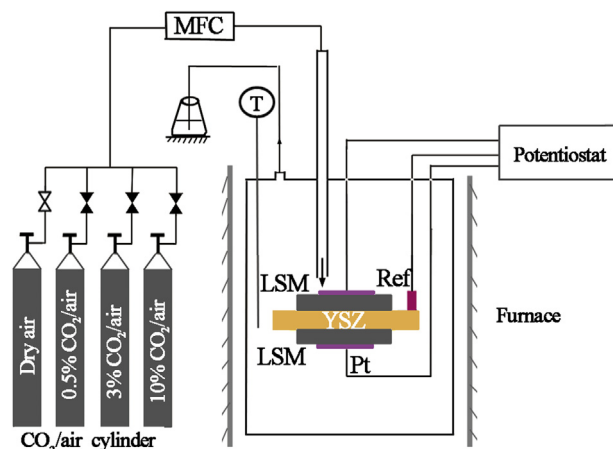 MFC
T
Potentiostat
LSM
Ref
YSZ
LSM
Pt
Furnace
Dry air
0.5% CO₂/air
3% CO₂/air
10% CO₂/air
CO₂/air cylinder